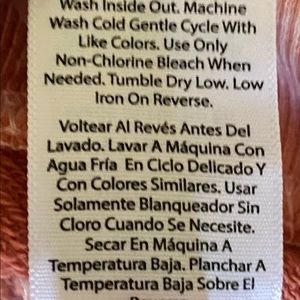 Wash Inside Out. Machine
Wash Cold Gentle Cycle With
Like Colors. Use Only
Non-Chlorine Bleach When
Needed. Tumble Dry Low. Low
Iron On Reverse.
Voltear Al Revés Antes Del
Lavado. Lavar A Máquina Con
Agua Fría En Ciclo Delicado Y
Con Colores Similares. Usar
Solamente Blanqueador Sin
Cloro Cuando Se Necesite.
Secar En Máquina A
Temperatura Baja. Planchar A
Temperatura Baja Sobre El